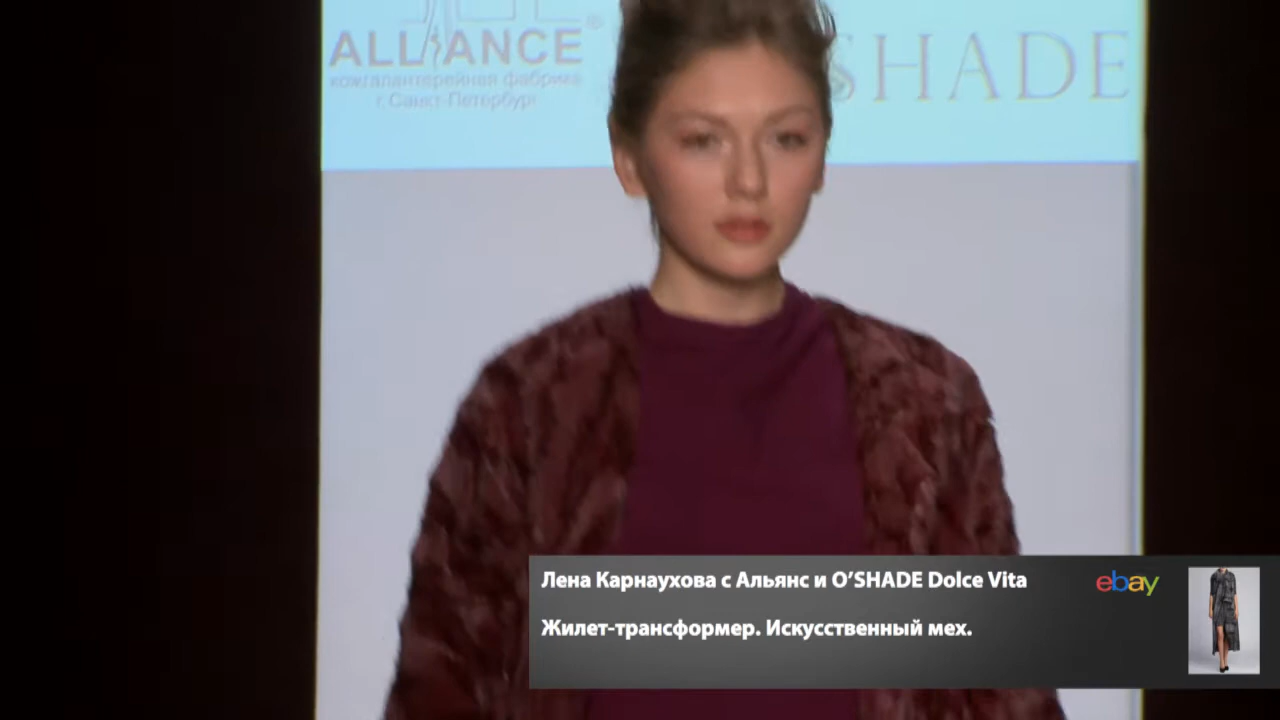 ALLIANCE ®
кожгалантерейная фабрика
г. Санкт-Петербург
SHADE
Лена Карнаухова с Альянс и O’SHADE Dolce Vita
ebay
Жилет-трансформер. Искусственный мех.